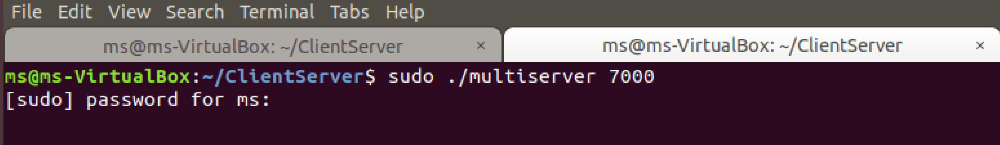 File Edit View Search Terminal Tabs Help
ms@ms-VirtualBox: ~/ClientServer × ms@ms-VirtualBox: ~/ClientServer ×
ms@ms-VirtualBox:~/ClientServer$ sudo ./multiserver 7000
[sudo] password for ms: